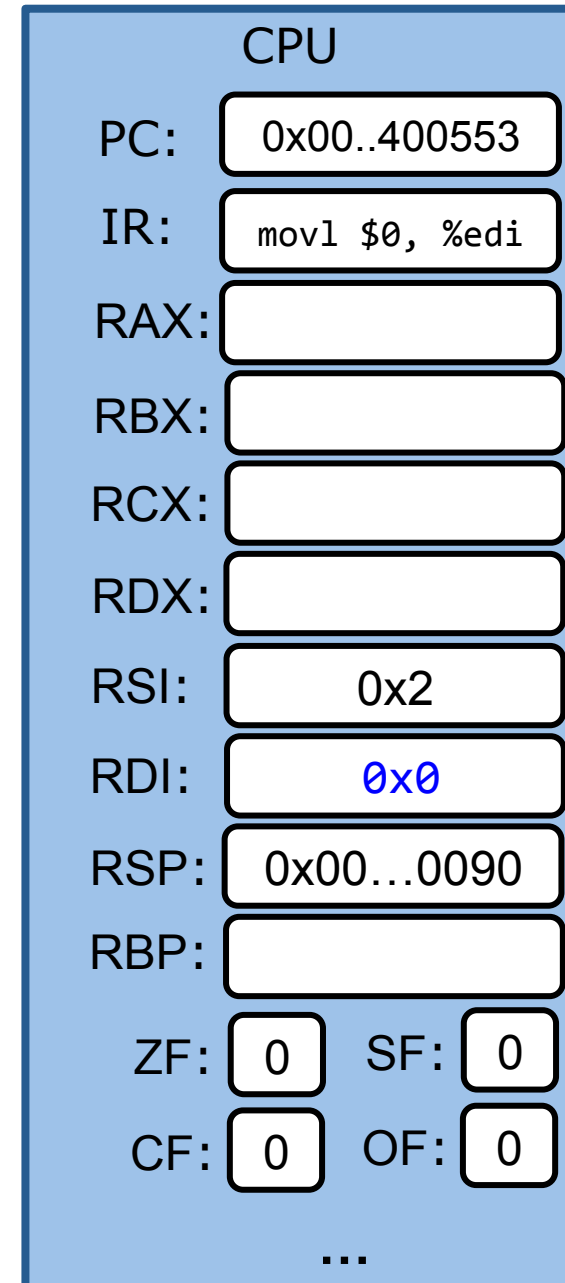 CPU
PC: 0x00..400553
IR: movl $0, %edi
RAX:
RBX:
RCX:
RDX:
RSI: 0x2
RDI: 0x0
RSP: 0x00...0090
RBP:
ZF: 0 SF: 0
CF: 0 OF: 0
...